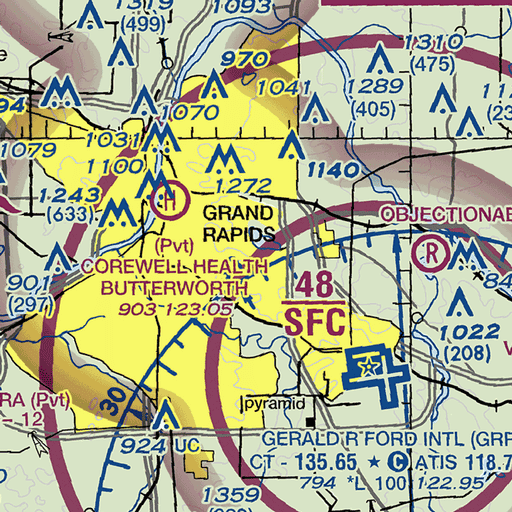 1319
(499)
1093
970
1310
(475)
1041
1289
(405)
1070
1031
1079
1100
1140
1272
1243
(633)
GRAND
RAPIDS
OBJECTIONAB
(Pvt)
COREWELL HEALTH
BUTTERWORTH
903 - 123.05
H
R
901
(297)
48
SFC
1022
(208)
RA (Pvt)
- - 12
30
pyramid
924 UC
GERALD R FORD INTL (GRR
CT - 135.65 ★ C ATIS 118.7
794 *L 100 122.95
1359